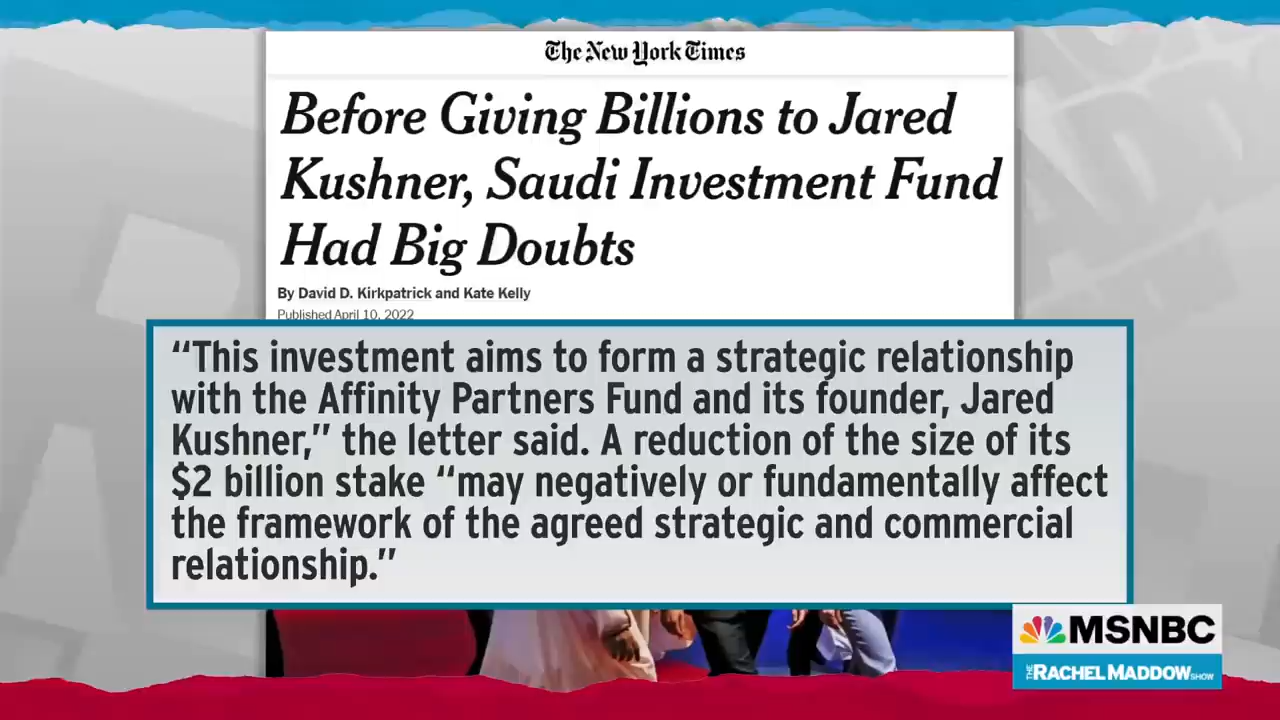 The New York Times
Before Giving Billions to Jared
Kushner, Saudi Investment Fund
Had Big Doubts
By David D. Kirkpatrick and Kate Kelly
Published April 10, 2022
“This investment aims to form a strategic relationship
with the Affinity Partners Fund and its founder, Jared
Kushner,” the letter said. A reduction of the size of its
$2 billion stake “may negatively or fundamentally affect
the framework of the agreed strategic and commercial
relationship.”
MSNBC
THE RACHEL MADDOW SHOW